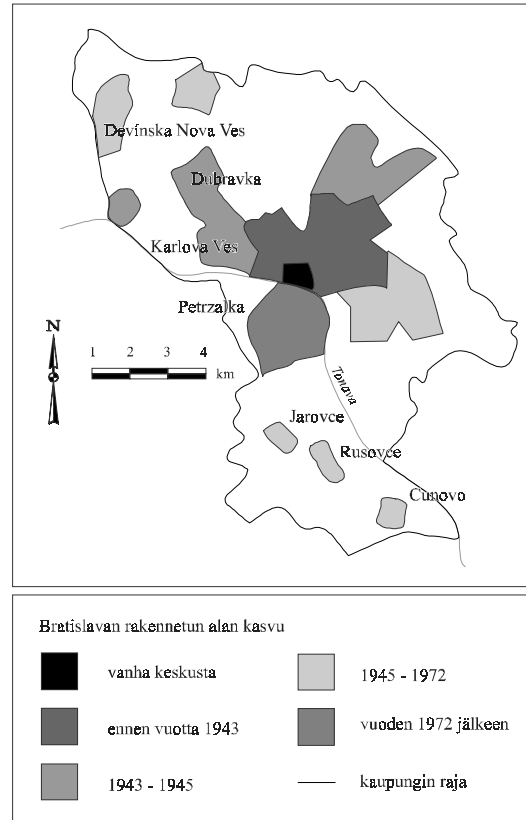 Devínska Nova Ves
Dubravka
Karlova Ves
Petrzalka
N
1 2 3 4
km
Tonava
Jarovce
Rusovce
Cunovo
Bratislavan rakennetun alan kasvu
vanha keskusta
ennen vuotta 1943
1943 - 1945
1945 - 1972
vuoden 1972 jälkeen
kaupungin raja